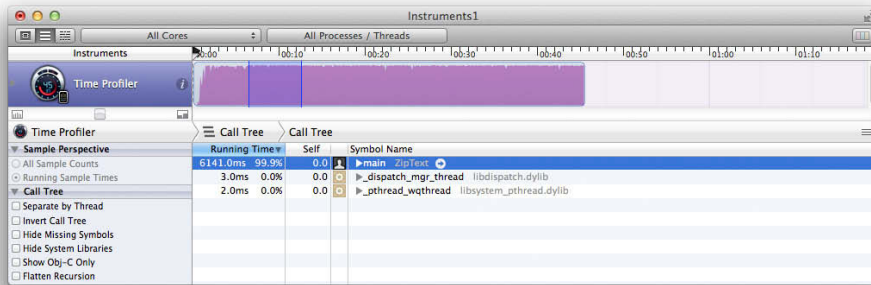 Instruments1
All Cores All Processes / Threads
Instruments 00:00 00:10 00:20 00:30 00:40 00:50 01:00 01:10
Time Profiler
Time Profiler Call Tree Call Tree
Sample Perspective Running Time Self Symbol Name
All Sample Counts 6141.0ms 99.9% 0.0 main ZipText
Running Sample Times 3.0ms 0.0% 0.0 _dispatch_mgr_thread libdispatch.dylib
Call Tree 2.0ms 0.0% 0.0 _pthread_wqthread libsystem_pthread.dylib
Separate by Thread
Invert Call Tree
Hide Missing Symbols
Hide System Libraries
Show Obj-C Only
Flatten Recursion